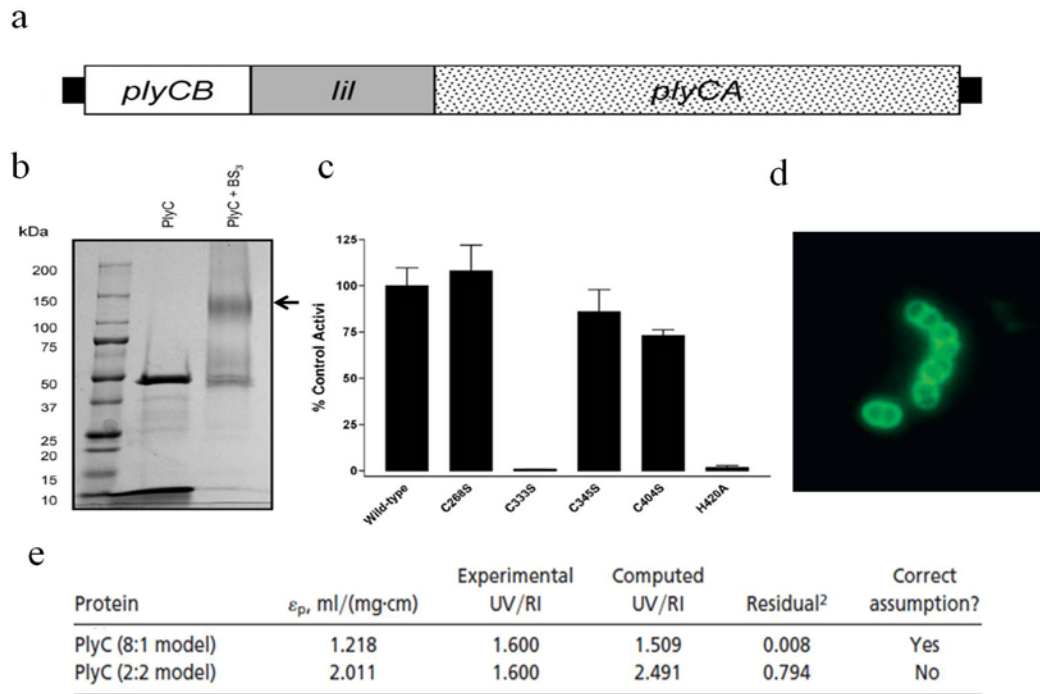 a
plyCB lil plyCA
b
kDa
PlyC
PlyC + BS3
200
150
100
75
50
37
25
20
15
10
c
% Control Activi
125
100
75
50
25
0
Wild-type
C268S
C333S
C345S
C404S
H420A
d
e
Protein εp, ml/(mg·cm) Experimental UV/RI Computed UV/RI Residual² Correct assumption?
PlyC (8:1 model) 1.218 1.600 1.509 0.008 Yes
PlyC (2:2 model) 2.011 1.600 2.491 0.794 No